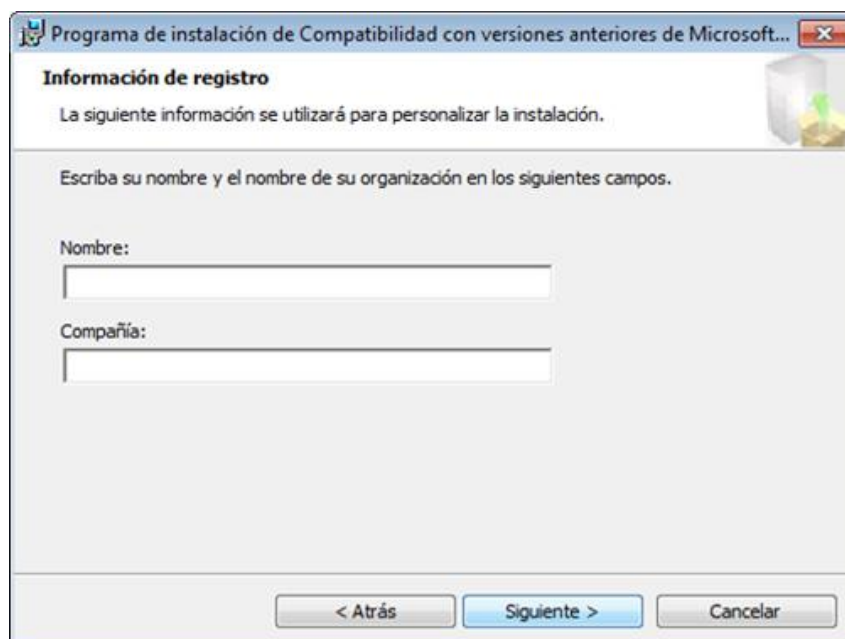 Programa de instalación de Compatibilidad con versiones anteriores de Microsoft...
Información de registro
La siguiente información se utilizará para personalizar la instalación.
Escriba su nombre y el nombre de su organización en los siguientes campos.
Nombre:
Compañía:
< Atrás
Siguiente >
Cancelar